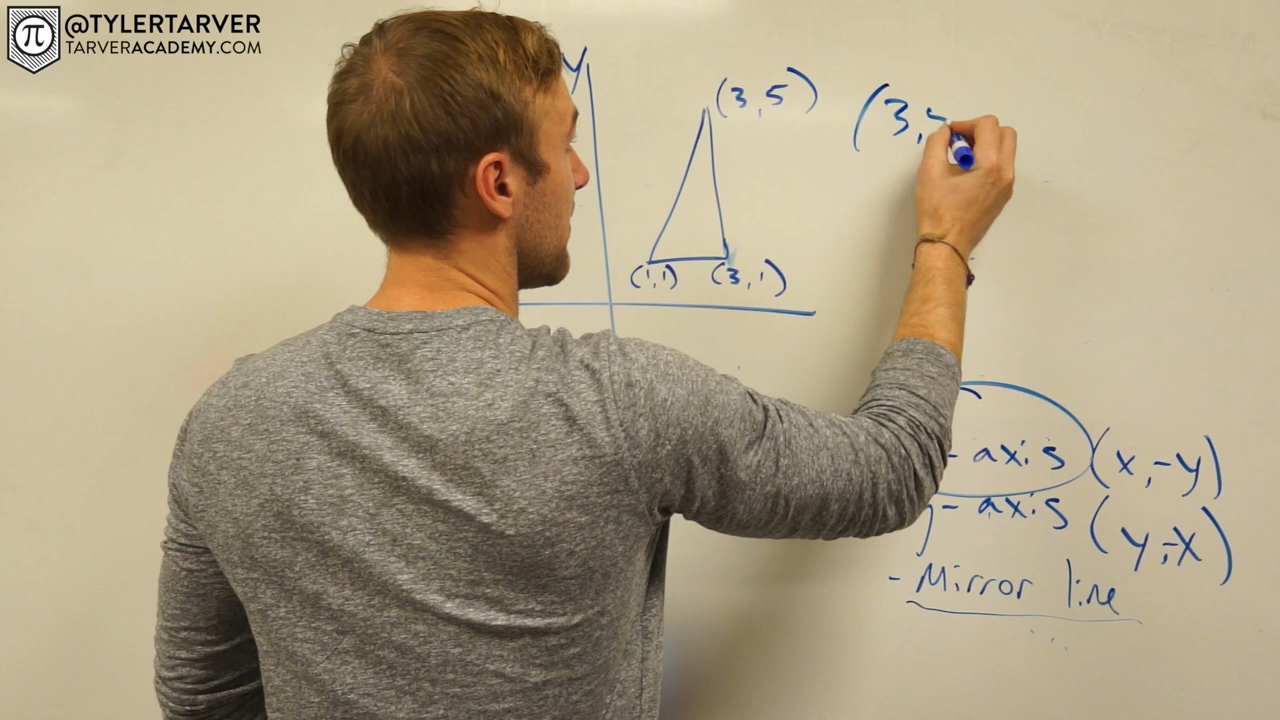 @TYLERTARVER
TARVERACADEMY.COM
y
(3,5)
(3,
(1,1) (3,1)
-axis (x,-y)
y-axis (y,-x)
- Mirror line